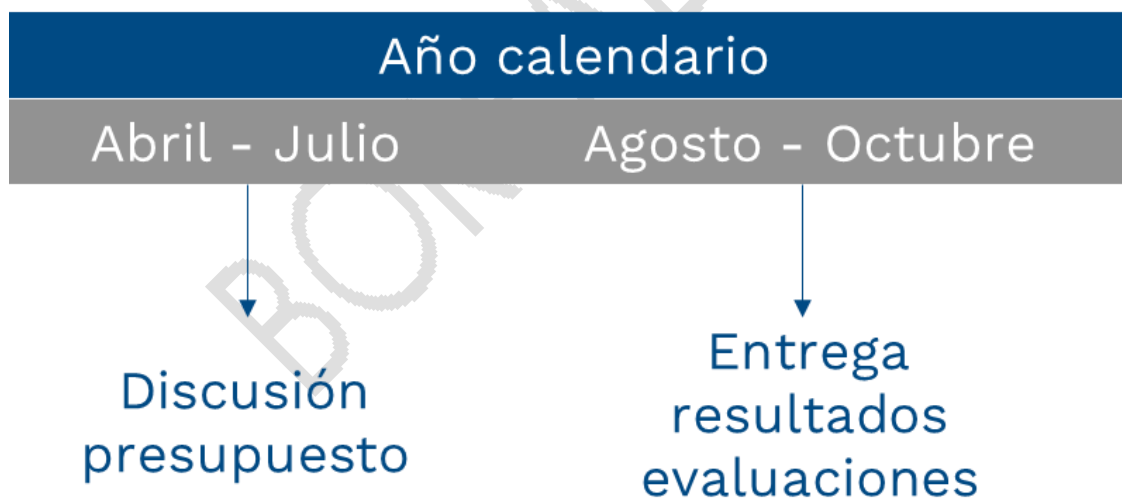 Año calendario
Abril - Julio
Agosto - Octubre
Discusión
presupuesto
Entrega
resultados
evaluaciones